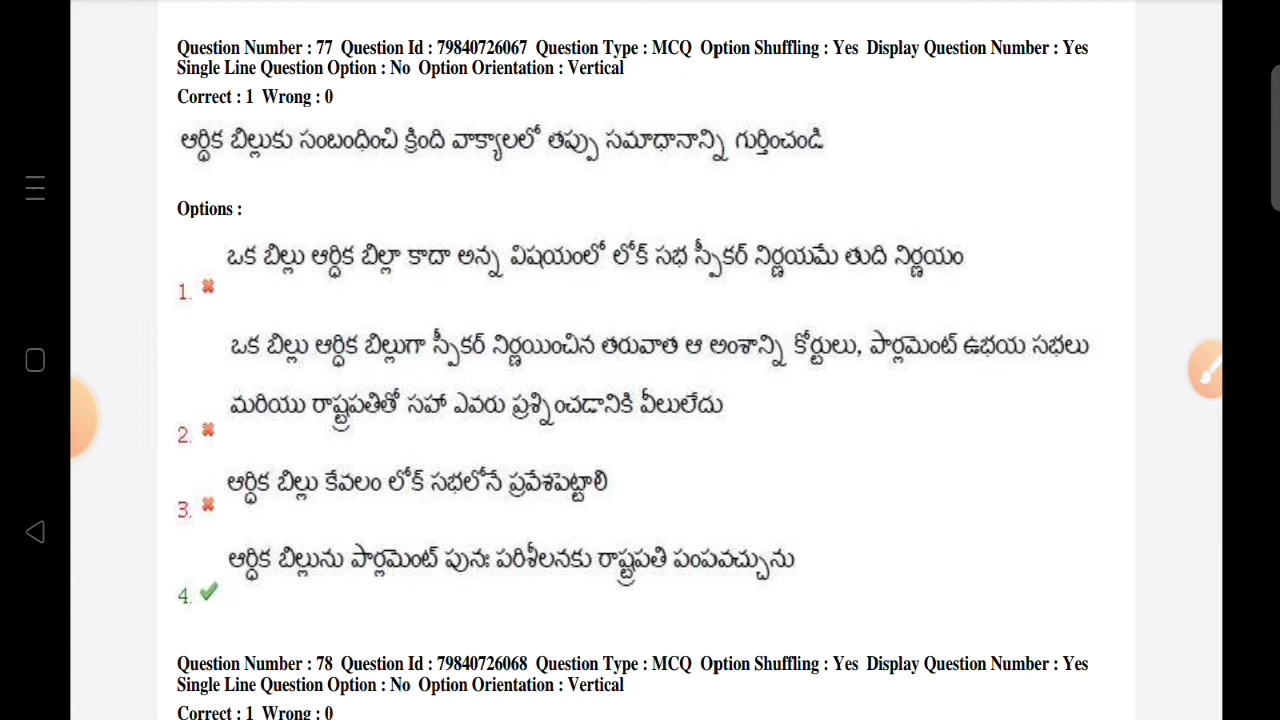 Question Number : 77 Question Id : 79840726067 Question Type : MCQ Option Shuffling : Yes Display Question Number : Yes
Single Line Question Option : No Option Orientation : Vertical
Correct : 1 Wrong : 0
ఆర్థిక బిల్లుకు సంబంధించి క్రింది వాక్యాలలో తప్పు సమాధానాన్ని గుర్తించండి
Options :
ఒక బిల్లు ఆర్థిక బిల్లా కాదా అన్న విషయంలో లోక్ సభ స్పీకర్ నిర్ణయమే తుది నిర్ణయం
1.
ఒక బిల్లు ఆర్థిక బిల్లుగా స్పీకర్ నిర్ణయించిన తరువాత ఆ అంశాన్ని కోర్టులు, పార్లమెంట్ ఉభయ సభలు
మరియు రాష్ట్రపతితో సహా ఎవరు ప్రశ్నించడానికి వీలులేదు
2.
ఆర్థిక బిల్లు కేవలం లోక్ సభలోనే ప్రవేశపెట్టాలి
3.
ఆర్థిక బిల్లును పార్లమెంట్ పునః పరిశీలనకు రాష్ట్రపతి పంపవచ్చును
4.
Question Number : 78 Question Id : 79840726068 Question Type : MCQ Option Shuffling : Yes Display Question Number : Yes
Single Line Question Option : No Option Orientation : Vertical
Correct : 1 Wrong : 0